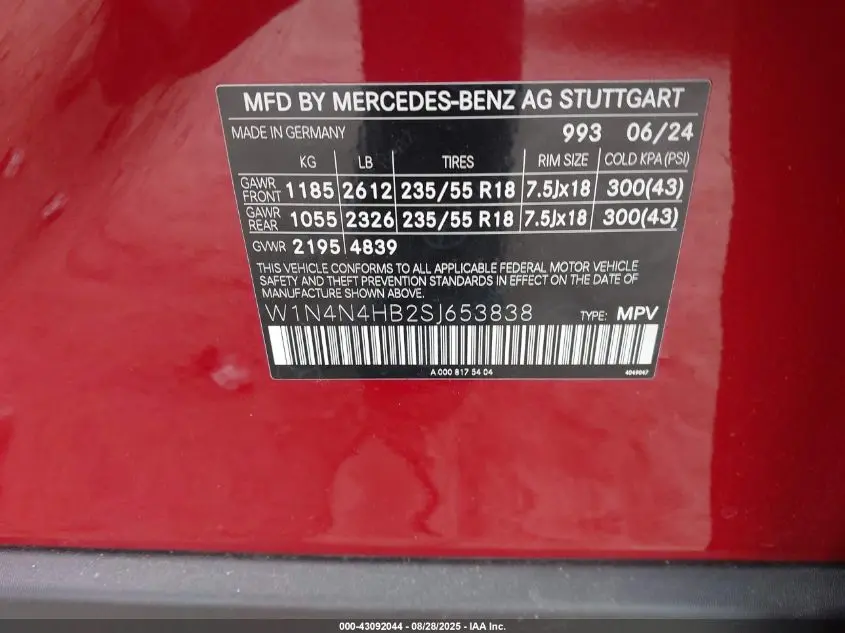 MFD BY MERCEDES-BENZ AG STUTTGART
MADE IN GERMANY 993 06/24
KG LB TIRES RIM SIZE COLD KPA (PSI)
GAWR FRONT 1185 2612 235/55 R18 7.5Jx18 300(43)
GAWR REAR 1055 2326 235/55 R18 7.5Jx18 300(43)
GVWR 2195 4839
THIS VEHICLE CONFORMS TO ALL APPLICABLE FEDERAL MOTOR VEHICLE
SAFETY AND THEFT PREVENTION STANDARDS IN EFFECT ON THE DATE OF
MANUFACTURE SHOWN ABOVE.
W1N4N4HB2SJ653838 TYPE: MPV
A 000 817 54 04 4049047
000-43092044 / 08/28/2025 - IAA Inc.